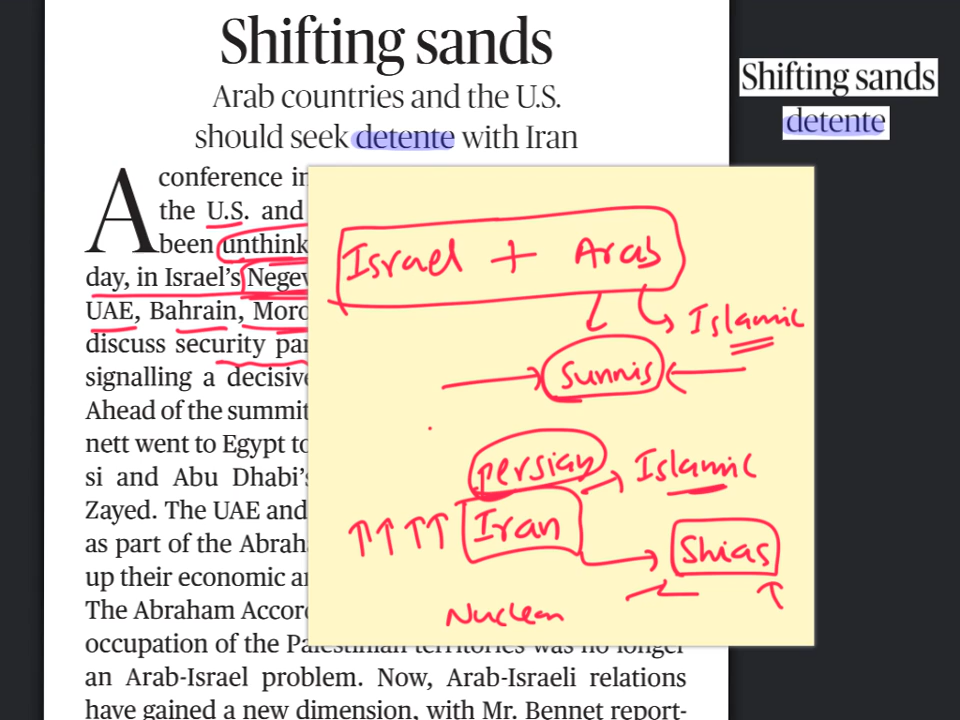 Shifting sands
Arab countries and the U.S.
should seek detente with Iran
A conference in
the U.S. and
been unthink
day, in Israel's Negev
UAE, Bahrain, Moro
discuss security par
signalling a decisive
Ahead of the summit
nett went to Egypt to
si and Abu Dhabi's
Zayed. The UAE and
as part of the Abrah
up their economic a
The Abraham Accor
occupation of the Palestinian territories was no longer
an Arab-Israel problem. Now, Arab-Israeli relations
have gained a new dimension, with Mr. Bennet report-
Shifting sands
detente
Israel + Arab
Islamic
Sunnis
persian
Islamic
↑↑↑↑ Iran
Shias
Nuclear